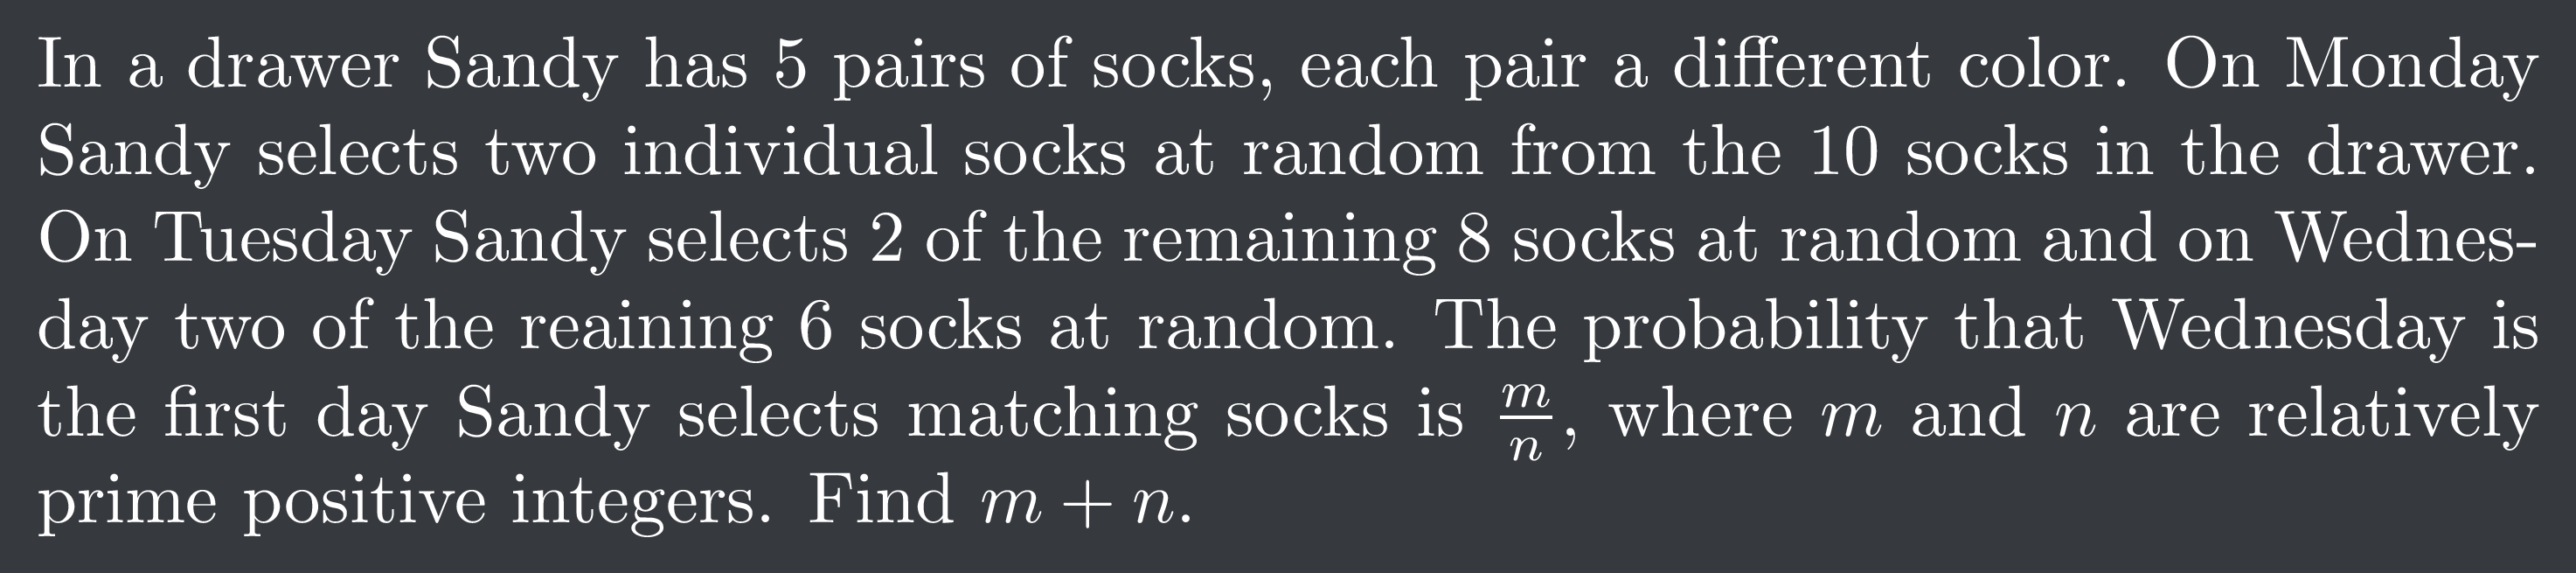 In a drawer Sandy has 5 pairs of socks, each pair a different color. On Monday
Sandy selects two individual socks at random from the 10 socks in the drawer.
On Tuesday Sandy selects 2 of the remaining 8 socks at random and on Wednes-
day two of the reaining 6 socks at random. The probability that Wednesday is
the first day Sandy selects matching socks is $\frac{m}{n}$, where $m$ and $n$ are relatively
prime positive integers. Find $m + n$.